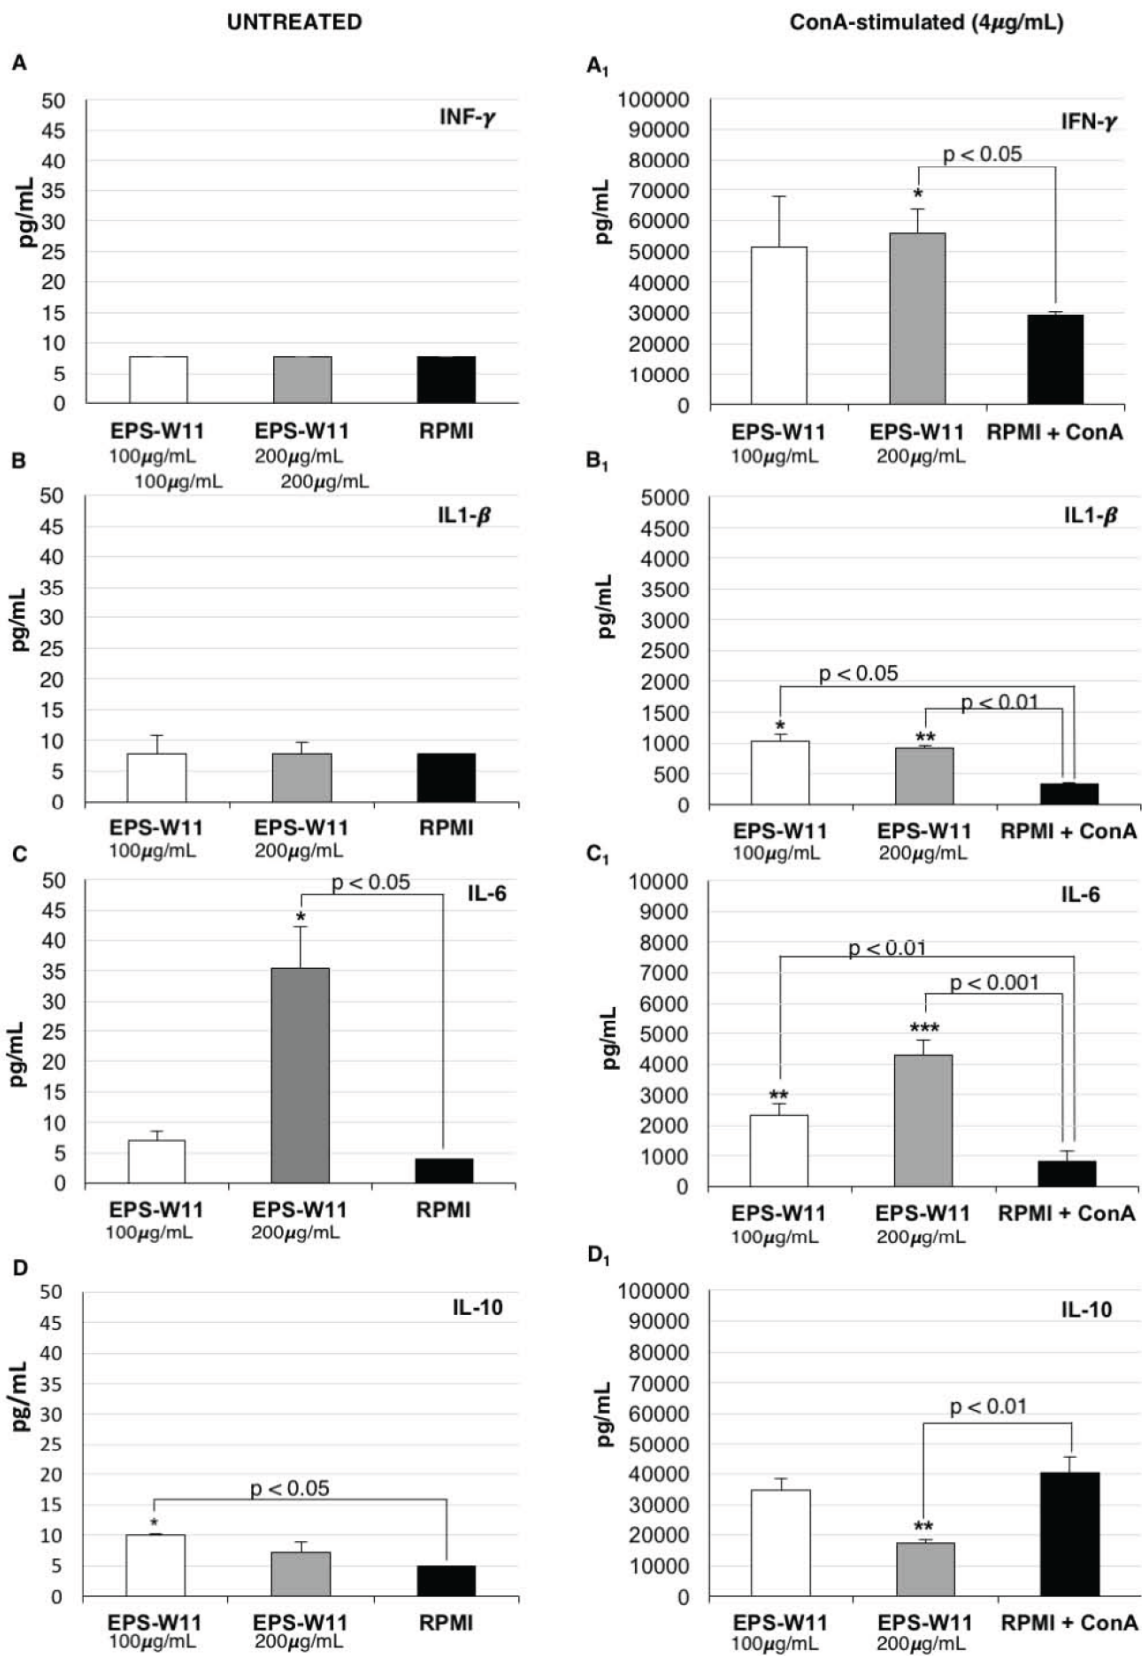 UNTREATED
ConA-stimulated (4µg/mL)
A
INF-γ
50
45
40
35
30
25
20
15
10
5
0
pg/mL
EPS-W11 EPS-W11 RPMI
100µg/mL 200µg/mL
100µg/mL 200µg/mL
A1
IFN-γ
p < 0.05
*
100000
90000
80000
70000
60000
50000
40000
30000
20000
10000
0
pg/mL
EPS-W11 EPS-W11 RPMI + ConA
100µg/mL 200µg/mL
B
IL1-β
50
45
40
35
30
25
20
15
10
5
0
pg/mL
EPS-W11 EPS-W11 RPMI
100µg/mL 200µg/mL
B1
IL1-β
p < 0.05
p < 0.01
*
**
5000
4500
4000
3500
3000
2500
2000
1500
1000
500
0
pg/mL
EPS-W11 EPS-W11 RPMI + ConA
100µg/mL 200µg/mL
C
IL-6
p < 0.05
*
50
45
40
35
30
25
20
15
10
5
0
pg/mL
EPS-W11 EPS-W11 RPMI
100µg/mL 200µg/mL
C1
IL-6
p < 0.01
p < 0.001
***
**
10000
9000
8000
7000
6000
5000
4000
3000
2000
1000
0
pg/mL
EPS-W11 EPS-W11 RPMI + ConA
100µg/mL 200µg/mL
D
IL-10
p < 0.05
*
50
45
40
35
30
25
20
15
10
5
0
pg/mL
EPS-W11 EPS-W11 RPMI
100µg/mL 200µg/mL
D1
IL-10
p < 0.01
**
100000
90000
80000
70000
60000
50000
40000
30000
20000
10000
0
pg/mL
EPS-W11 EPS-W11 RPMI + ConA
100µg/mL 200µg/mL